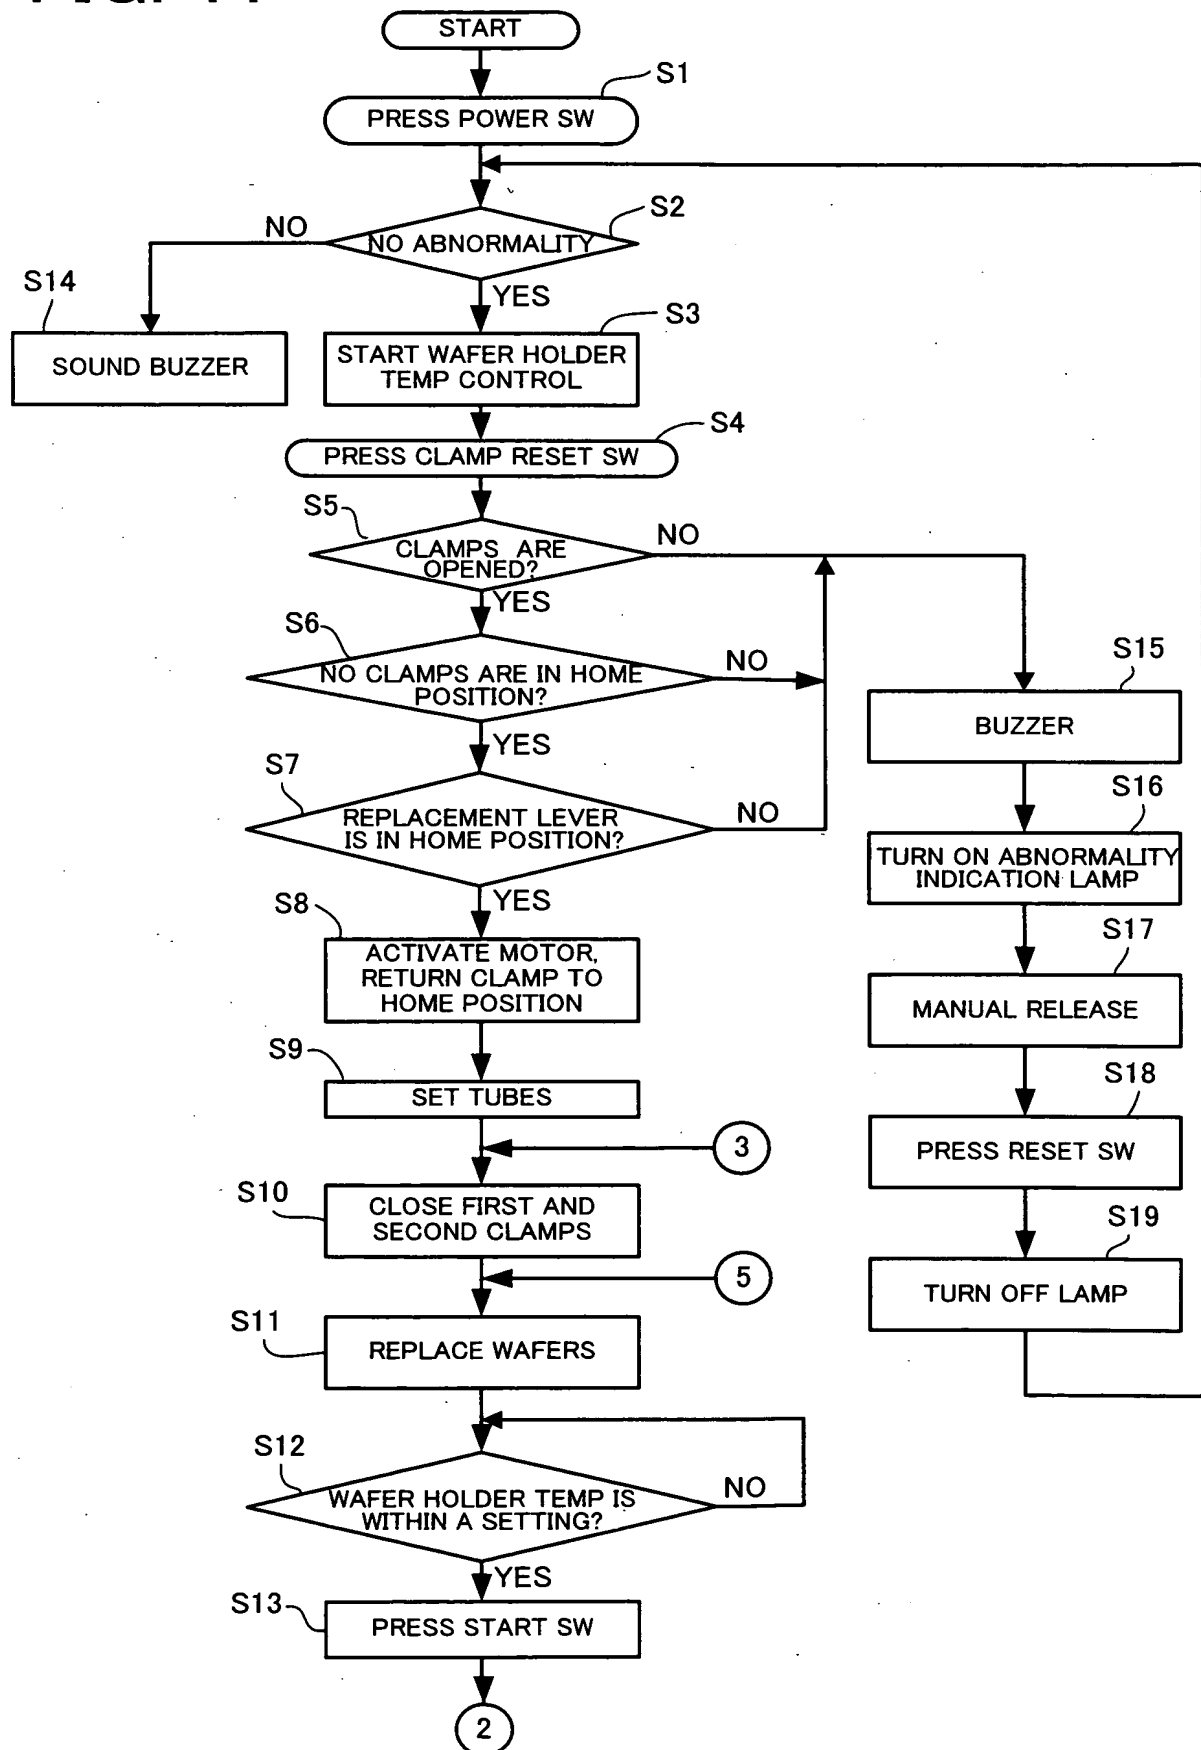 START
S1
PRESS POWER SW
S2
NO
NO ABNORMALITY
S14
YES
S3
SOUND BUZZER
START WAFER HOLDER
TEMP CONTROL
S4
PRESS CLAMP RESET SW
S5
NO
CLAMPS ARE
OPENED?
YES
S6
NO
NO CLAMPS ARE IN HOME
POSITION?
S15
BUZZER
YES
S7
S16
REPLACEMENT LEVER
IS IN HOME POSITION?
NO
TURN ON ABNORMALITY
INDICATION LAMP
YES
S8
S17
ACTIVATE MOTOR,
RETURN CLAMP TO
HOME POSITION
MANUAL RELEASE
S9
S18
SET TUBES
3
PRESS RESET SW
S10
CLOSE FIRST AND
SECOND CLAMPS
S19
5
TURN OFF LAMP
S11
REPLACE WAFERS
S12
NO
WAFER HOLDER TEMP IS
WITHIN A SETTING?
YES
S13
PRESS START SW
2